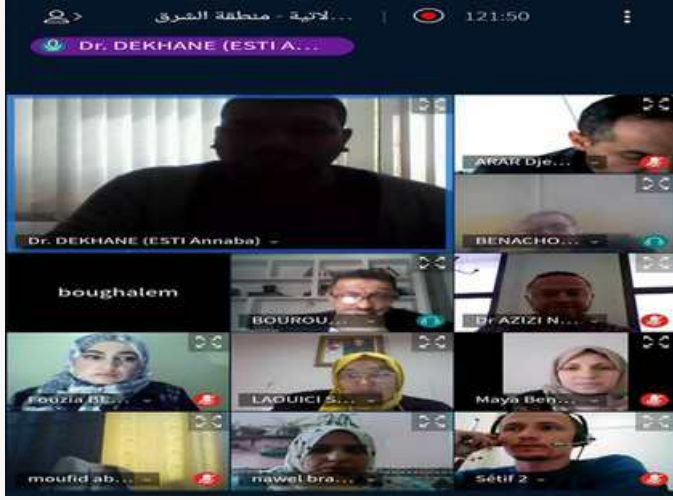 ...لاتية - منطقة الشرق
121:50
Dr. DEKHANE (ESTI A...
Dr. DEKHANE (ESTI Annaba)
ARAR Dje...
BENACHO...
boughalem
BOUROU...
Dr AZIZI N...
Fouzia BE...
LAOUICI S...
Maya Ben...
moufid ab...
nawel bra...
Sétif 2